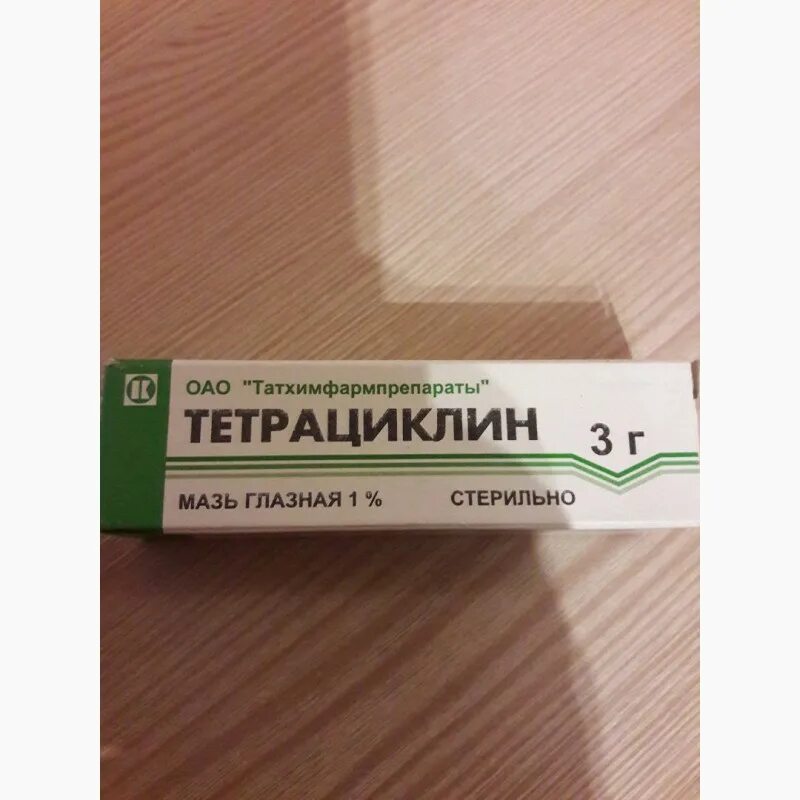 ОАО "Татхимфармпрепараты"
ТЕТРАЦИКЛИН 3 г
МАЗЬ ГЛАЗНАЯ 1 % СТЕРИЛЬНО